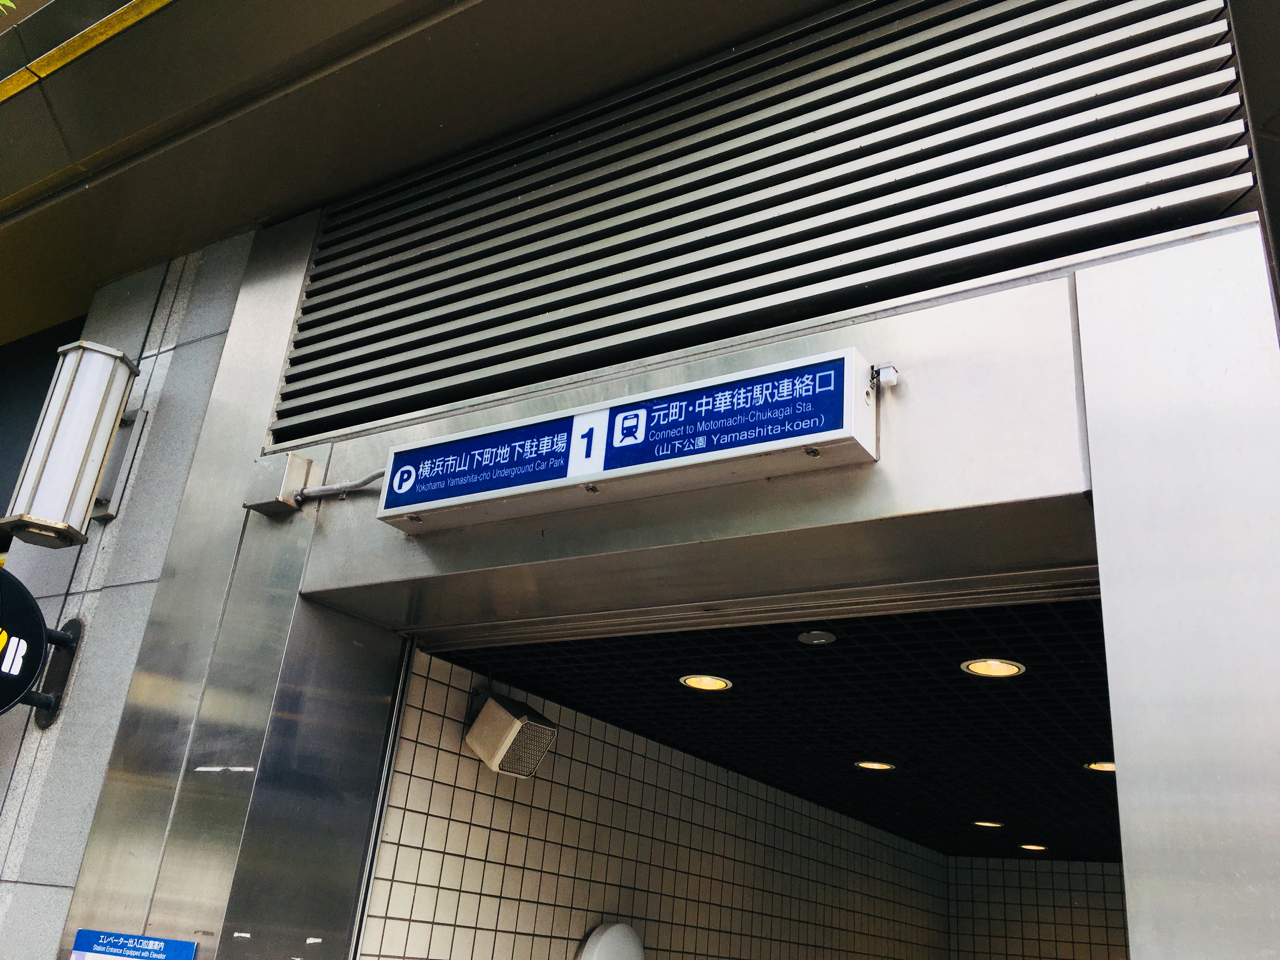 P 横浜市山下町地下駐車場
Yokohama Yamashita-cho Underground Car Park
1
元町・中華街駅連絡口
Connect to Motomachi-Chukagai Sta.
(山下公園 Yamashita-koen)
エレベーター出入口位置案内
Station Entrance Equipped with Elevator